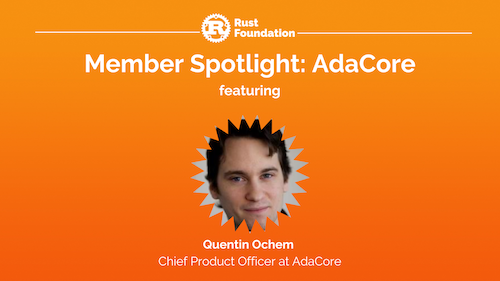 Rust
Foundation
Member Spotlight: AdaCore
featuring
Quentin Ochem
Chief Product Officer at AdaCore